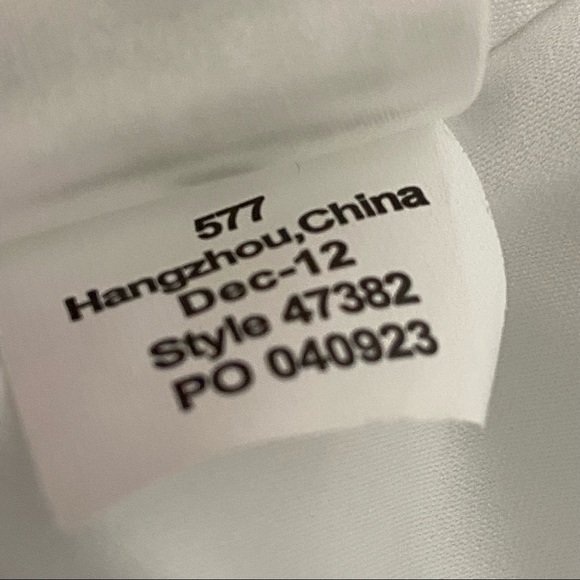 577
Hangzhou,China
Dec-12
Style 47382
PO 040923